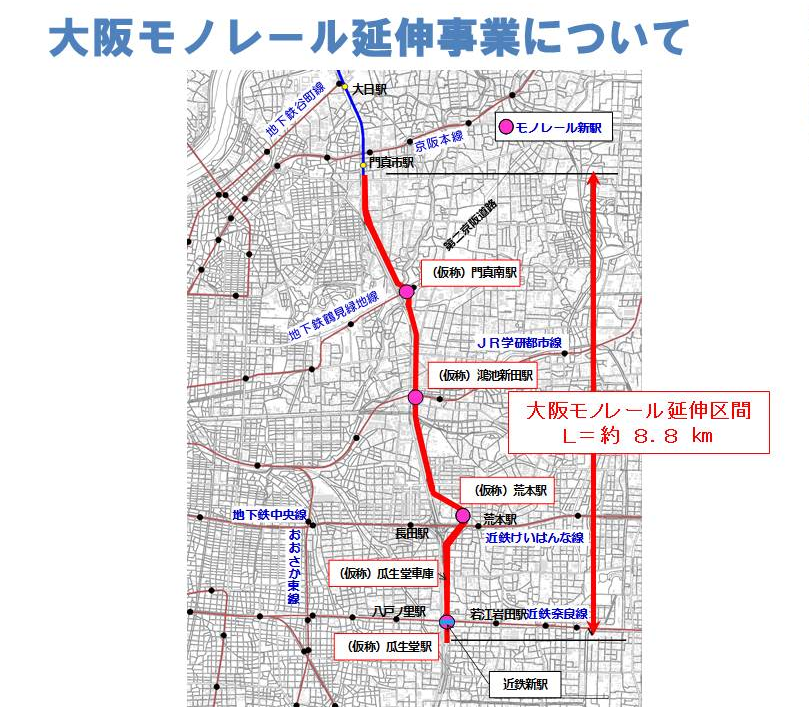 大阪モノレール延伸事業について
大日駅
地下鉄谷町線
モノレール新駅
京阪本線
門真市駅
第二京阪道路
（仮称）門真南駅
地下鉄鶴見緑地線
ＪＲ学研都市線
（仮称）鴻池新田駅
大阪モノレール延伸区間
Ｌ＝約 ８.８ ㎞
（仮称）荒本駅
地下鉄中央線
荒本駅
長田駅
近鉄けいはんな線
おおさか東線
（仮称）瓜生堂車庫
八戸ノ里駅
若江岩田駅
近鉄奈良線
（仮称）瓜生堂駅
近鉄新駅